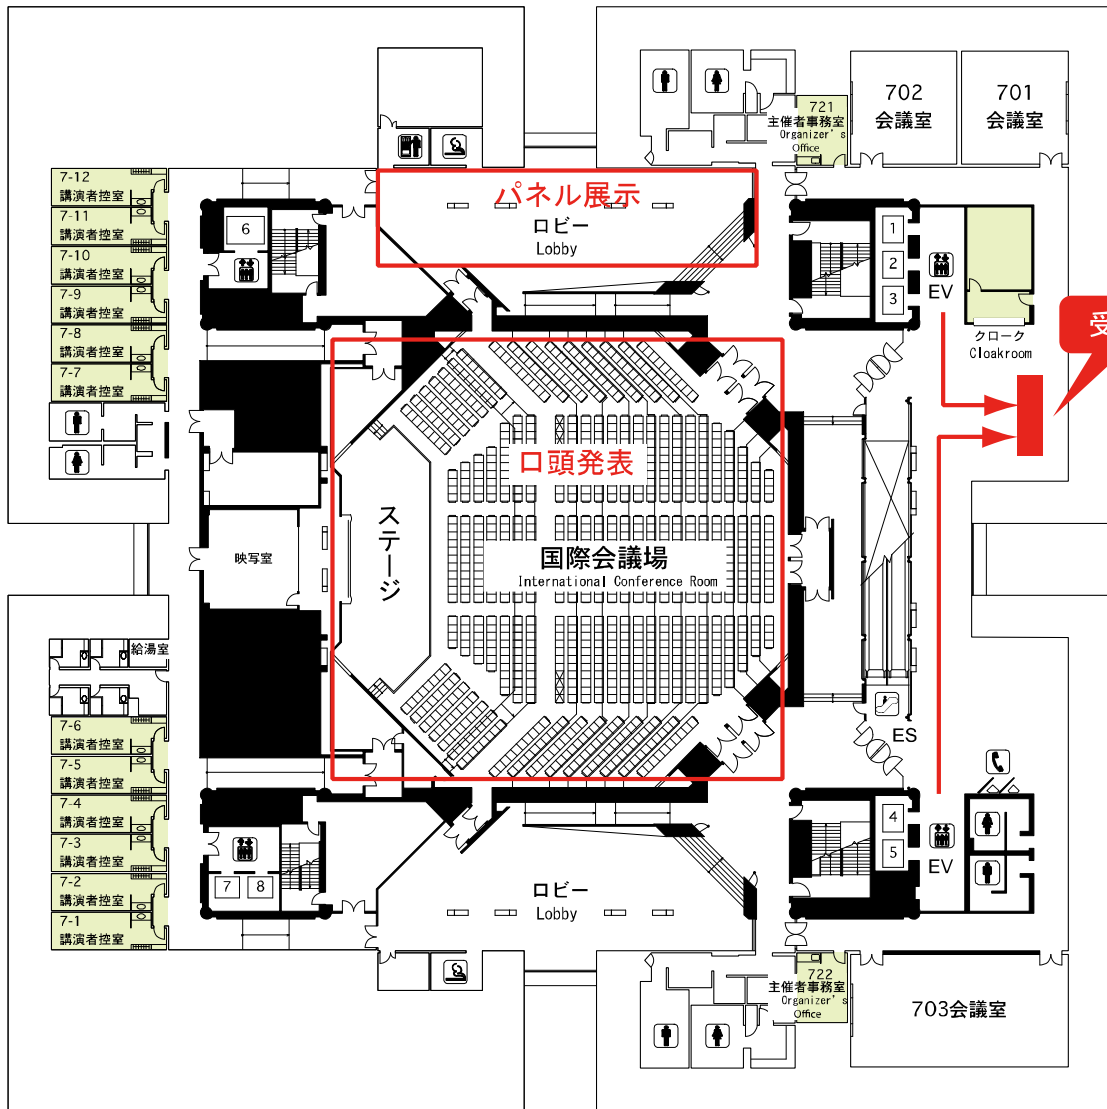 702
会議室
701
会議室
721
主催者事務室
Organizer's
Office
7-12
講演者控室
7-11
講演者控室
7-10
講演者控室
7-9
講演者控室
7-8
講演者控室
7-7
講演者控室
パネル展示
ロビー
Lobby
6
1
2
3
EV
クローク
Cloakroom
口頭発表
ステージ
国際会議場
International Conference Room
映写室
給湯室
7-6
講演者控室
7-5
講演者控室
7-4
講演者控室
7-3
講演者控室
7-2
講演者控室
7-1
講演者控室
ES
7
8
4
5
EV
ロビー
Lobby
722
主催者事務室
Organizer's
Office
703会議室